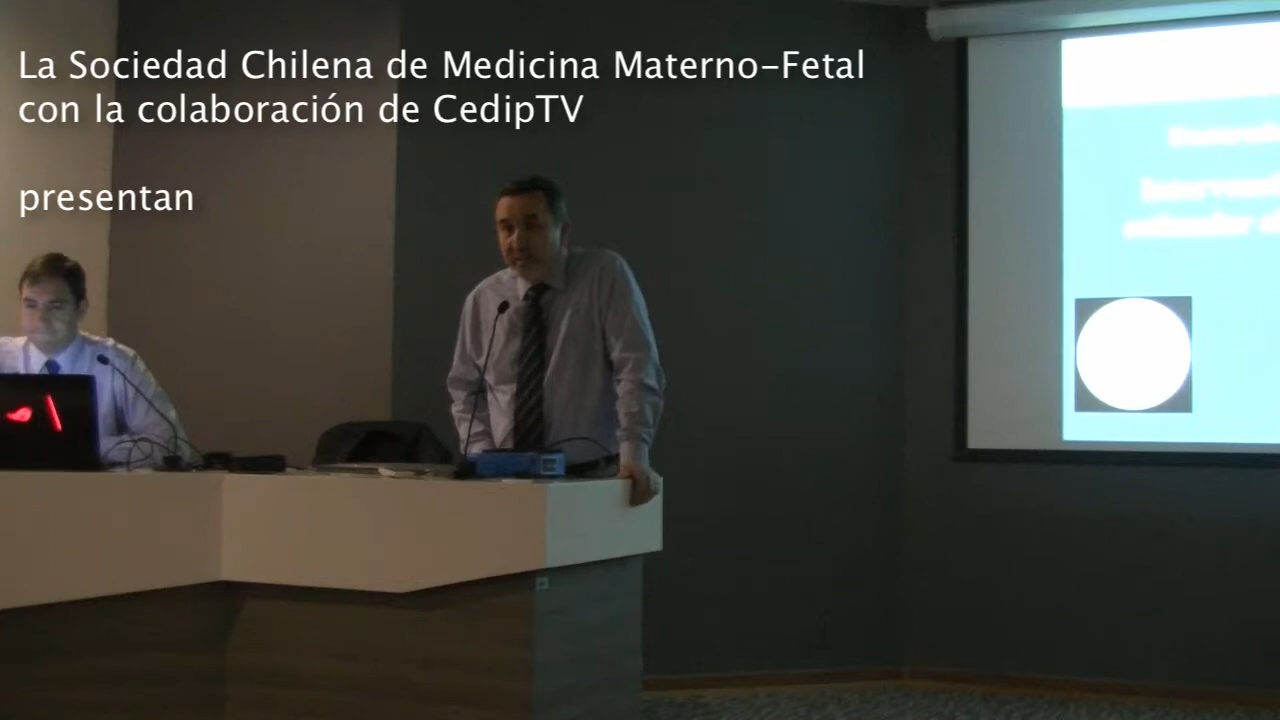 La Sociedad Chilena de Medicina Materno-Fetal
con la colaboración de CedipTV
presentan